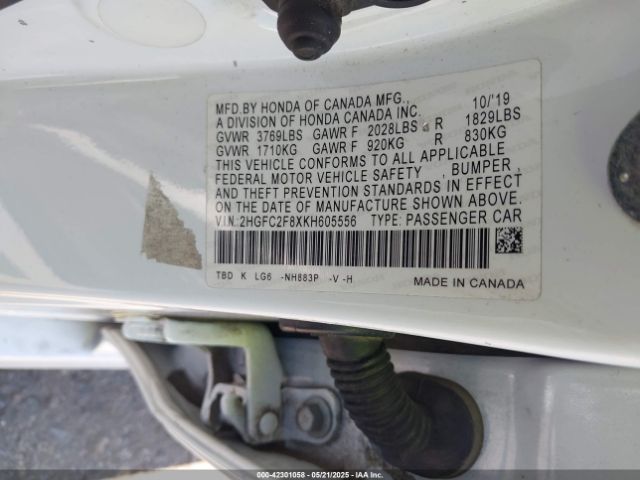 MFD.BY HONDA OF CANADA MFG., 10/'19
A DIVISION OF HONDA CANADA INC.
GVWR 3769LBS GAWR F 2028LBS R 1829LBS
GVWR 1710KG GAWR F 920KG R 830KG
THIS VEHICLE CONFORMS TO ALL APPLICABLE
FEDERAL MOTOR VEHICLE SAFETY , BUMPER ,
AND THEFT PREVENTION STANDARDS IN EFFECT
ON THE DATE OF MANUFACTURE SHOWN ABOVE.
VIN: 2HGFC2F8XKH605556 TYPE: PASSENGER CAR
TBD K LG6 -NH883P -V -H
MADE IN CANADA
000-42301058 05/21/2025 - IAA Inc.